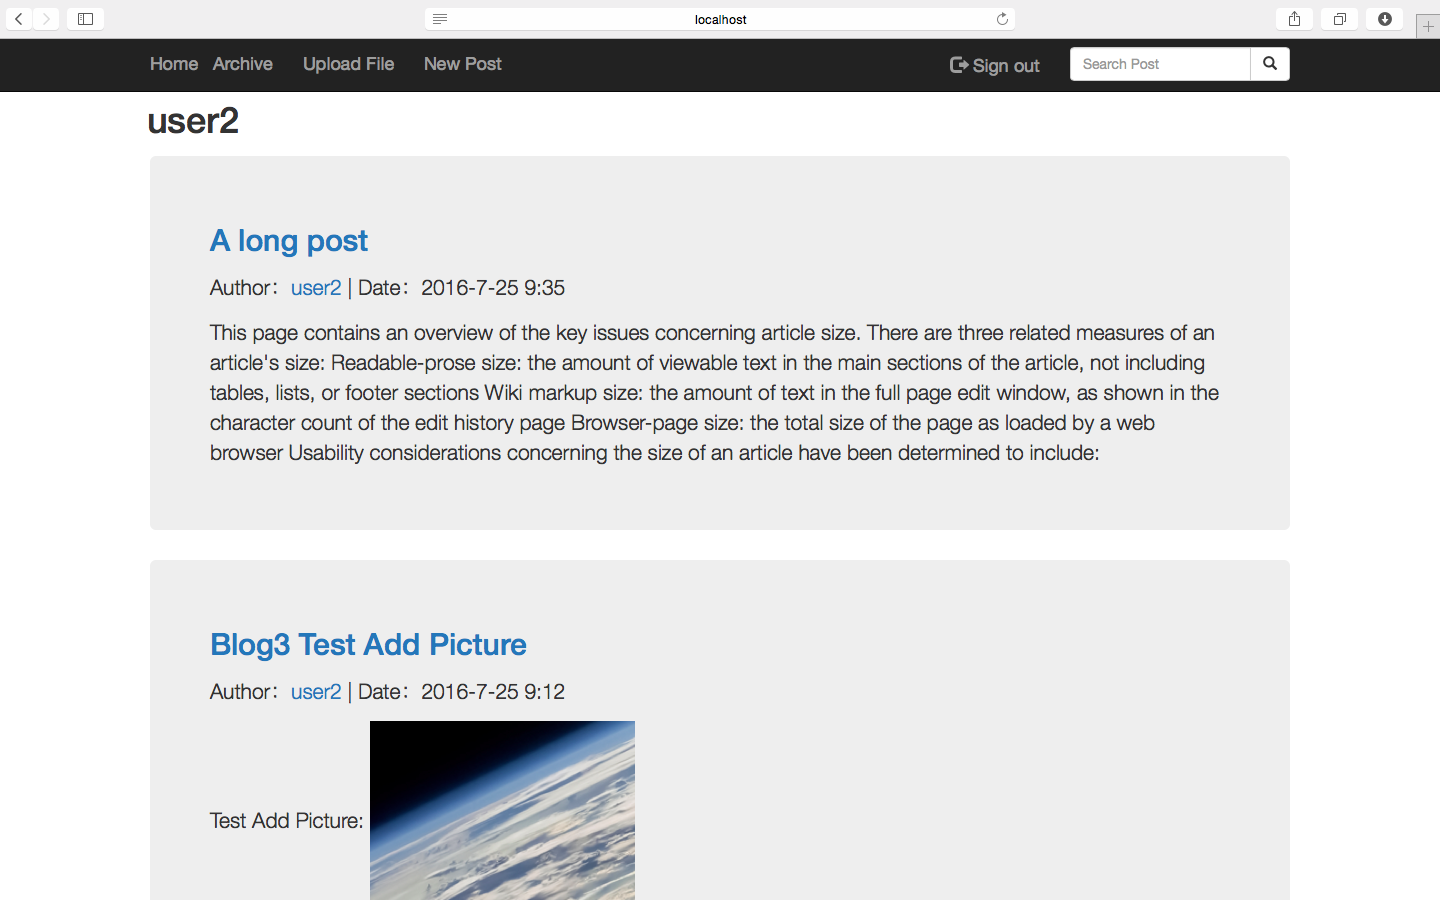 localhost
Home Archive Upload File New Post Sign out Search Post
user2
A long post
Author： user2 | Date： 2016-7-25 9:35
This page contains an overview of the key issues concerning article size. There are three related measures of an
article's size: Readable-prose size: the amount of viewable text in the main sections of the article, not including
tables, lists, or footer sections Wiki markup size: the amount of text in the full page edit window, as shown in the
character count of the edit history page Browser-page size: the total size of the page as loaded by a web
browser Usability considerations concerning the size of an article have been determined to include:
Blog3 Test Add Picture
Author： user2 | Date： 2016-7-25 9:12
Test Add Picture: